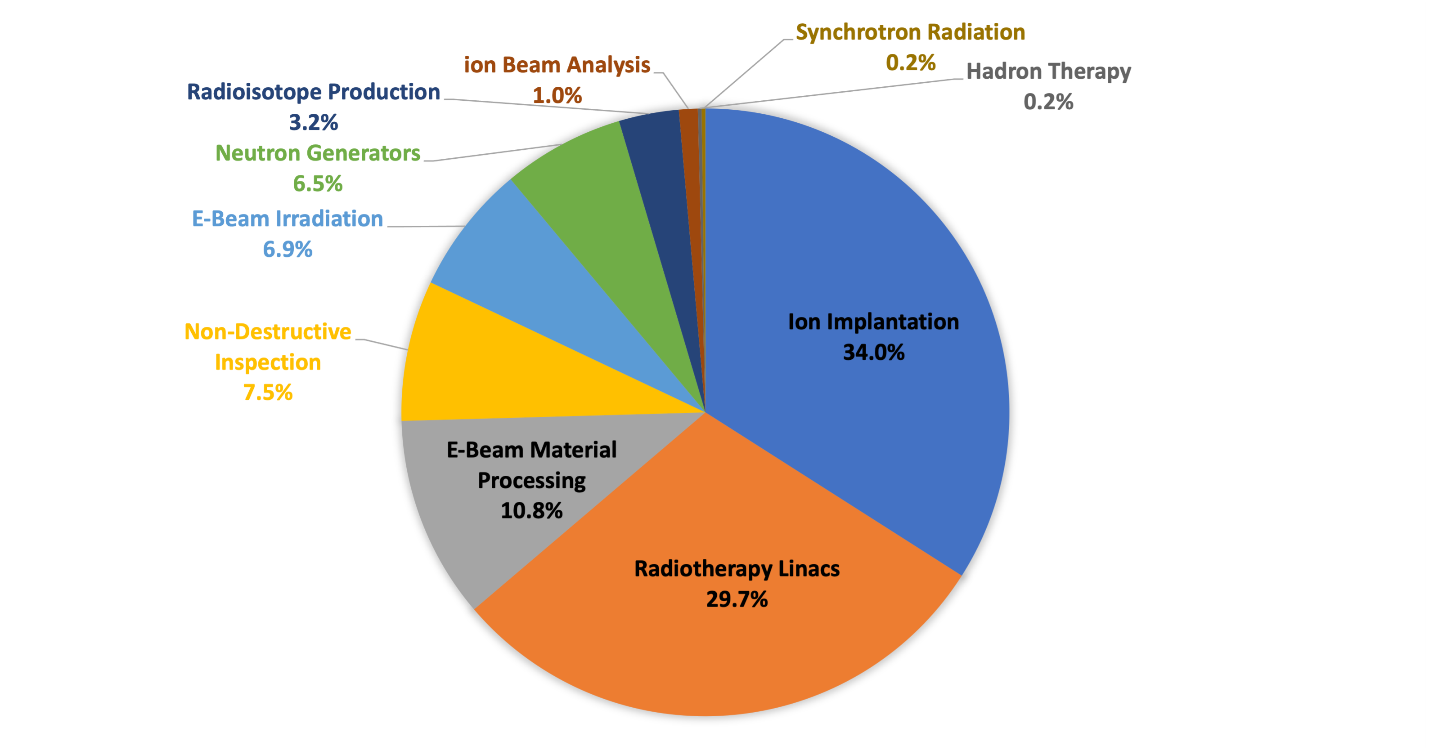 Synchrotron Radiation
0.2%
Hadron Therapy
0.2%
ion Beam Analysis
1.0%
Radioisotope Production
3.2%
Neutron Generators
6.5%
E-Beam Irradiation
6.9%
Non-Destructive
Inspection
7.5%
Ion Implantation
34.0%
E-Beam Material
Processing
10.8%
Radiotherapy Linacs
29.7%